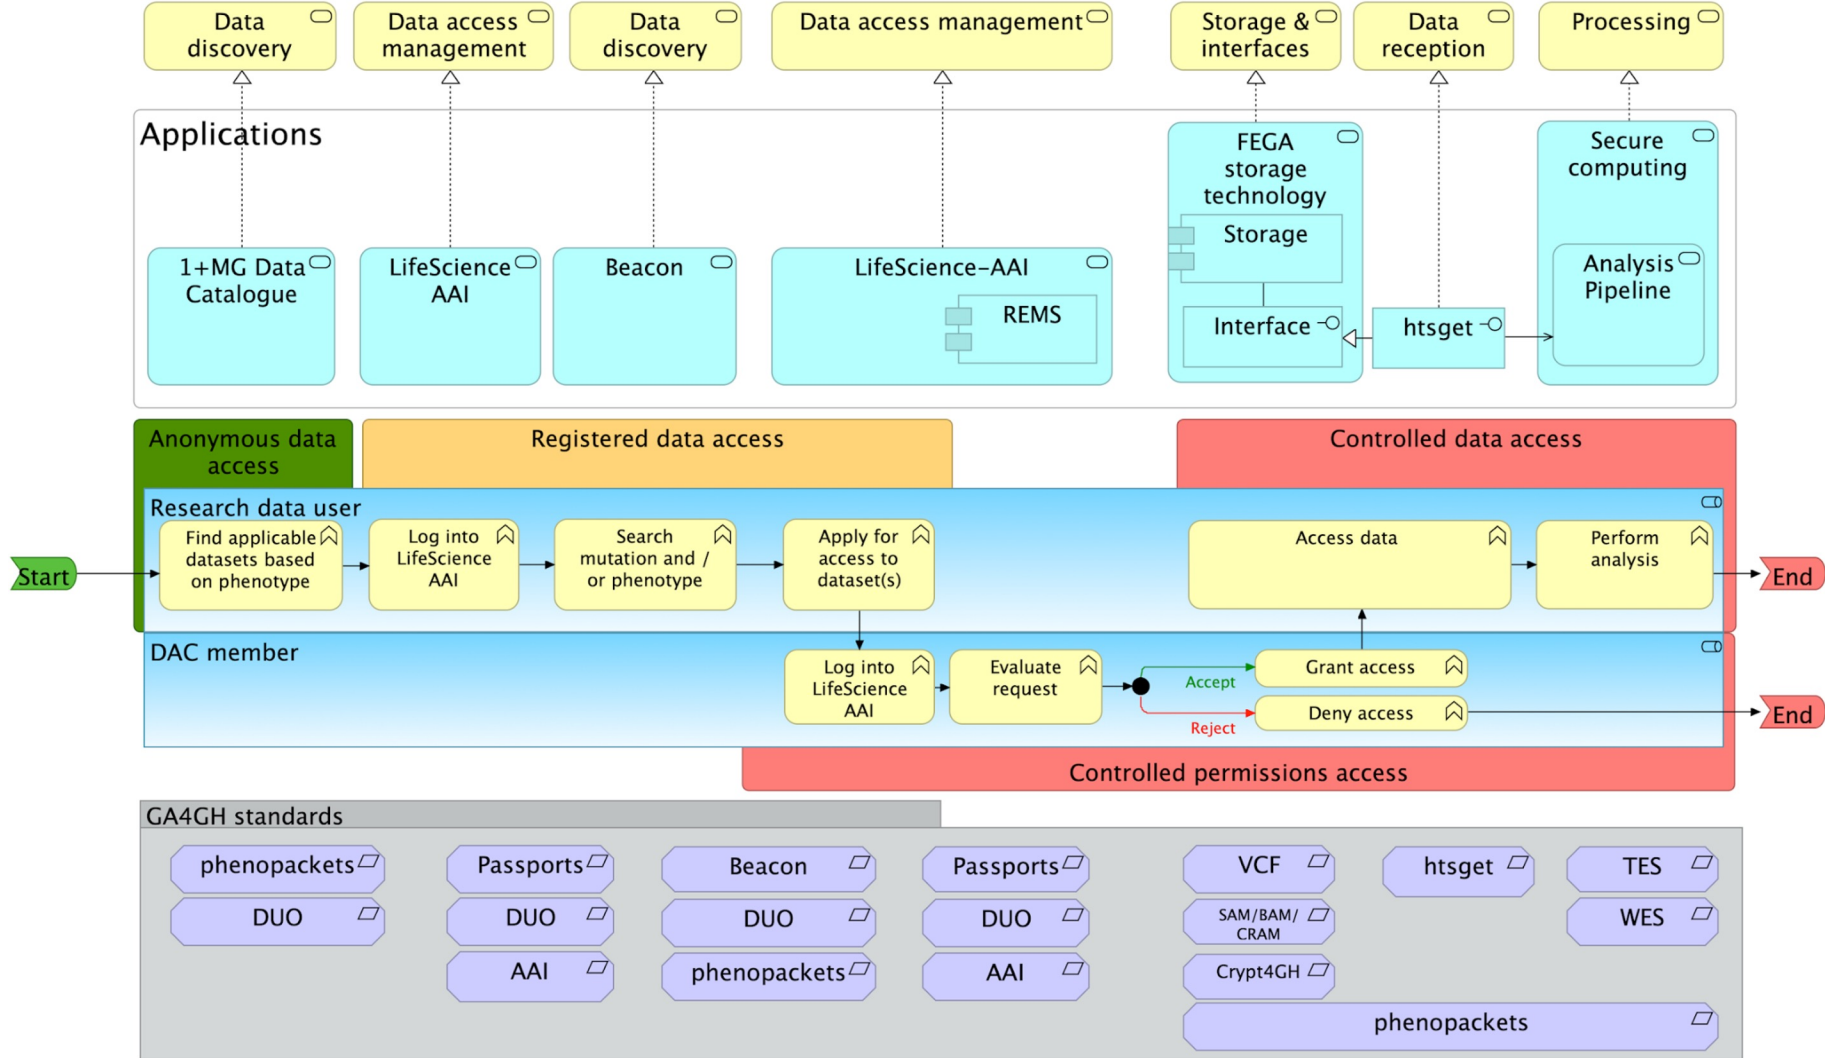 Data
discovery
Data access
management
Data
discovery
Data access management
Storage &
interfaces
Data
reception
Processing
Applications
1+MG Data
Catalogue
LifeScience
AAI
Beacon
LifeScience-AAI
REMS
FEGA
storage
technology
Storage
Interface
htsget
Secure
computing
Analysis
Pipeline
Anonymous data
access
Registered data access
Controlled data access
Research data user
Start
Find applicable
datasets based
on phenotype
Log into
LifeScience
AAI
Search
mutation and /
or phenotype
Apply for
access to
dataset(s)
Access data
Perform
analysis
End
DAC member
Log into
LifeScience
AAI
Evaluate
request
Accept
Reject
Grant access
Deny access
End
Controlled permissions access
GA4GH standards
phenopackets
DUO
Passports
DUO
AAI
Beacon
DUO
phenopackets
Passports
DUO
AAI
VCF
SAM/BAM/
CRAM
Crypt4GH
htsget
TES
WES
phenopackets